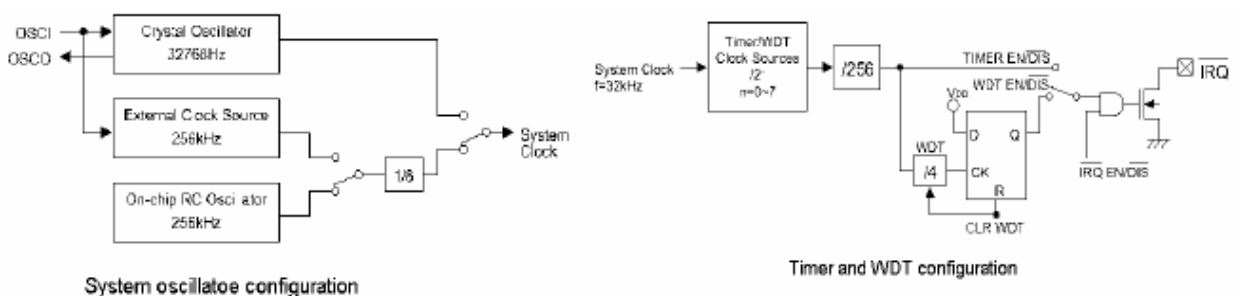 OSCI
OSCO
Crystal Oscillator
32768Hz
External Clock Source
256kHz
On-chip RC Oscillator
256kHz
1/8
System
Clock
System oscillatoe configuration
System Clock
f=32kHz
Timer/WDT
Clock Sources
/2
n=0~7
/256
TIMER EN/DIS
WDT EN/DIS
VDD
D
Q
CK
R
WDT
/4
CLR WDT
IRQ EN/DIS
IRQ
Timer and WDT configuration